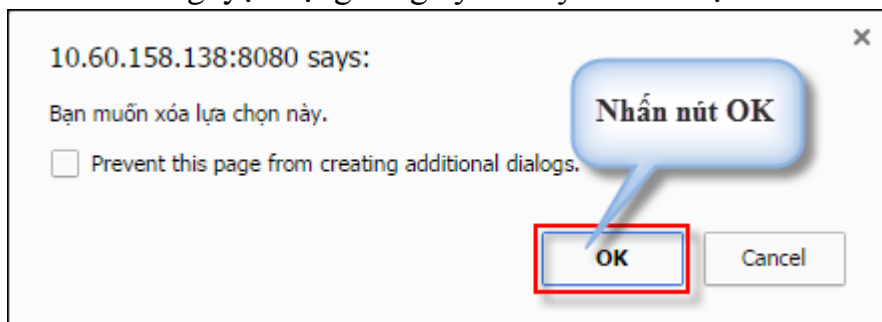 10.60.158.138:8080 says:
Bạn muốn xóa lựa chọn này.
Nhấn nút OK
Prevent this page from creating additional dialogs.
OK
Cancel